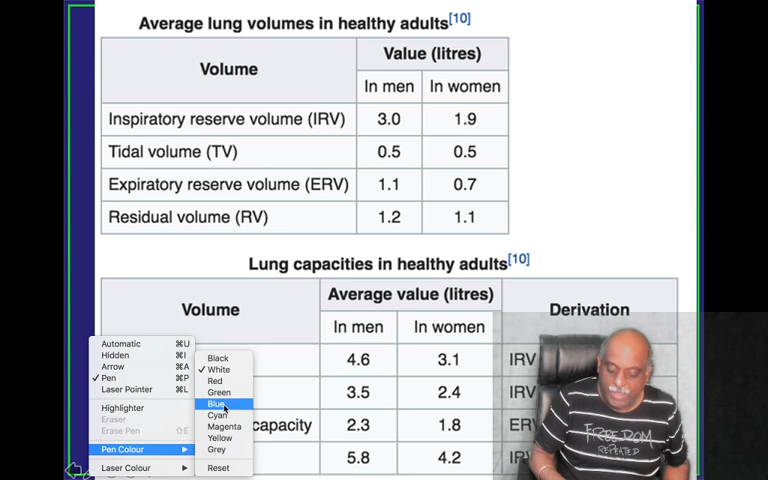 Average lung volumes in healthy adults[10]
Volume
Value (litres)
In men
In women
Inspiratory reserve volume (IRV)
3.0
1.9
Tidal volume (TV)
0.5
0.5
Expiratory reserve volume (ERV)
1.1
0.7
Residual volume (RV)
1.2
1.1
Lung capacities in healthy adults[10]
Volume
Average value (litres)
Derivation
In men
In women
4.6
3.1
IRV
3.5
2.4
IRV
capacity
2.3
1.8
5.8
4.2
Automatic ⌘U
Hidden ⌘I
Arrow ⌘A
✓ Pen ⌘P
Laser Pointer ⌘L
Highlighter
Eraser
Erase Pen ⇧E
Pen Colour ▶
Laser Colour ▶
Black
✓ White
Red
Green
Blue
Cyan
Magenta
Yellow
Grey
Reset
FREEDOM
REPEATED